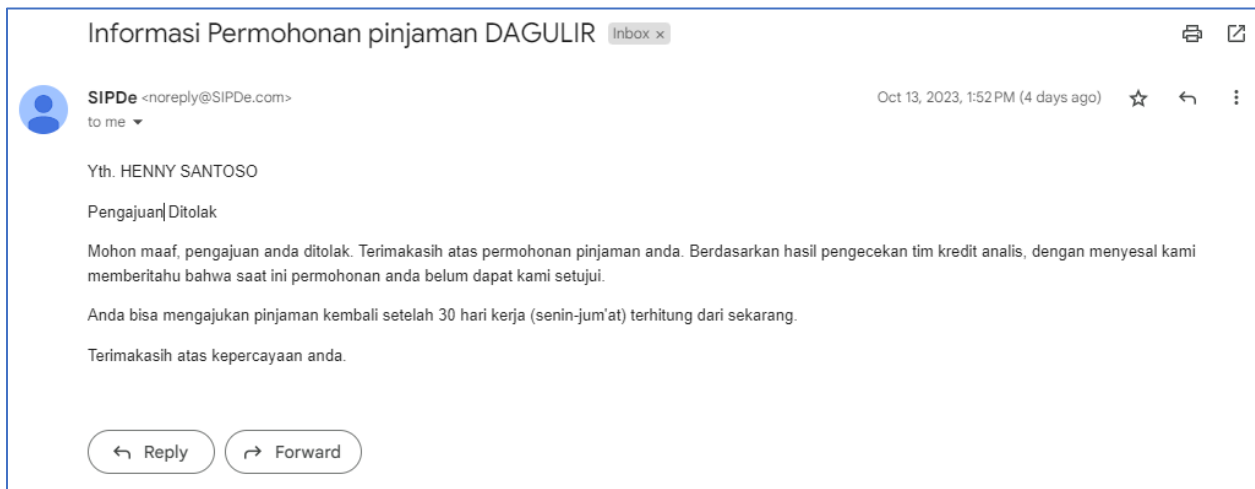 Informasi Permohonan pinjaman DAGULIR Inbox ×
SIPDe <noreply@SIPDe.com> Oct 13, 2023, 1:52 PM (4 days ago)
to me
Yth. HENNY SANTOSO
Pengajuan Ditolak
Mohon maaf, pengajuan anda ditolak. Terimakasih atas permohonan pinjaman anda. Berdasarkan hasil pengecekan tim kredit analis, dengan menyesal kami
memberitahu bahwa saat ini permohonan anda belum dapat kami setujui.
Anda bisa mengajukan pinjaman kembali setelah 30 hari kerja (senin-jum'at) terhitung dari sekarang.
Terimakasih atas kepercayaan anda.
Reply Forward